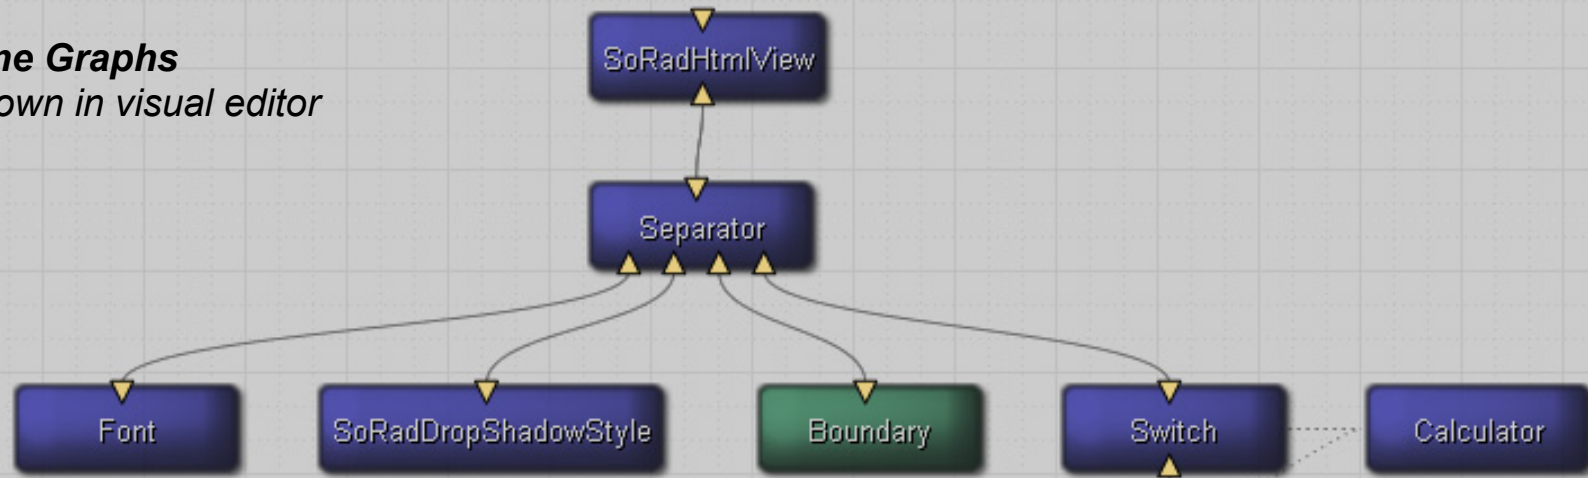 ne Graphs
own in visual editor
SoRadHtmlView
Separator
Font SoRadDropShadowStyle Boundary Switch Calculator